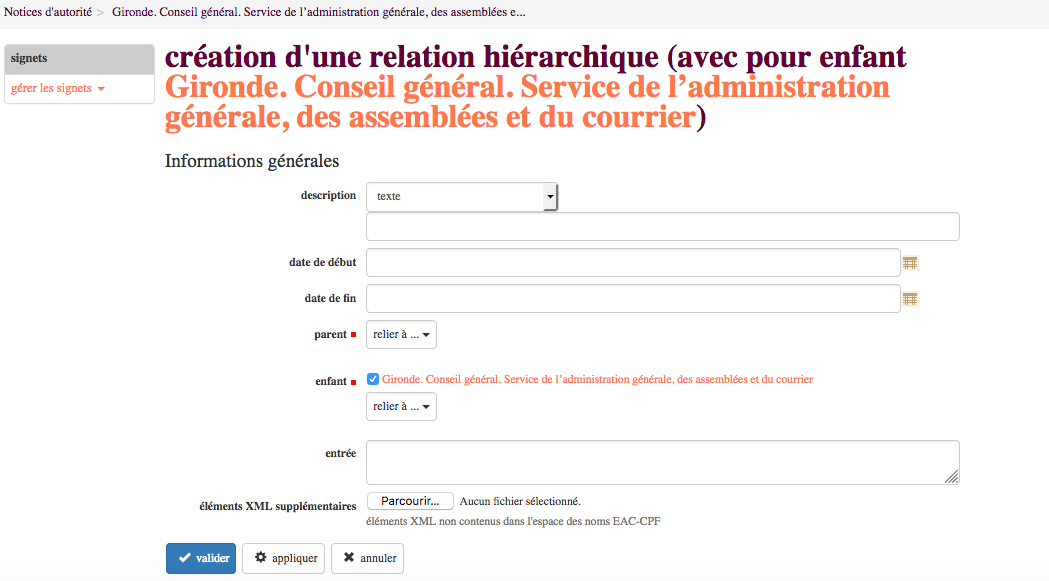 Notices d'autorité > Gironde. Conseil général. Service de l’administration générale, des assemblées e...
signets
gérer les signets
création d'une relation hiérarchique (avec pour enfant
Gironde. Conseil général. Service de l’administration
générale, des assemblées et du courrier)
Informations générales
description texte
date de début
date de fin
parent relier à ...
enfant Gironde. Conseil général. Service de l’administration générale, des assemblées et du courrier
relier à ...
entrée
éléments XML supplémentaires Parcourir... Aucun fichier sélectionné.
éléments XML non contenus dans l'espace des noms EAC-CPF
valider appliquer annuler